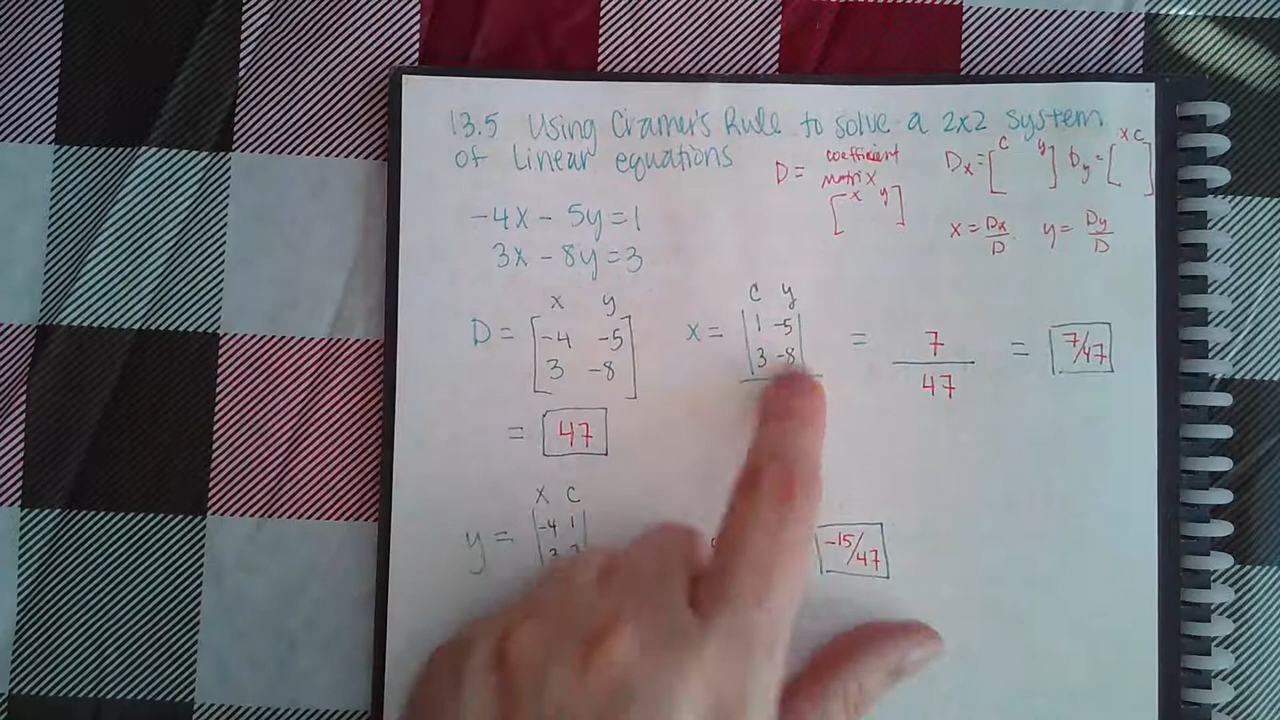 13.5 Using Cramer's Rule to solve a 2x2 system
of linear equations
D = coefficient matrix
[x y]
Dx = [c y] Dy = [x c]
x = Dx/D y = Dy/D
-4x - 5y = 1
3x - 8y = 3
x y
D = [-4 -5
3 -8]
= 47
c y
x = |1 -5|
|3 -8|
= 7/47 = 7/47
x c
y = |-4 1|
-15/47